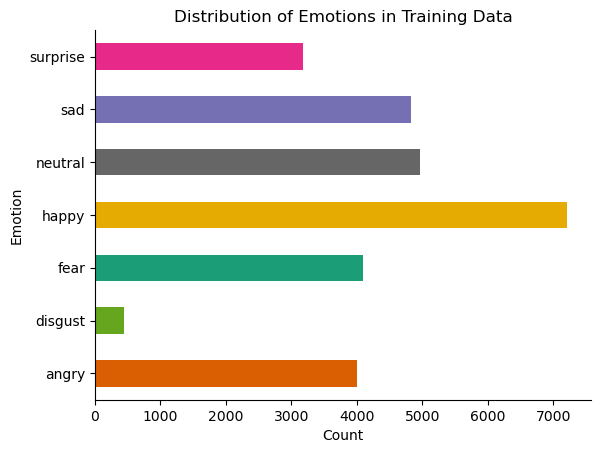 Distribution of Emotions in Training Data
Emotion
surprise
sad
neutral
happy
fear
disgust
angry
0 1000 2000 3000 4000 5000 6000 7000
Count